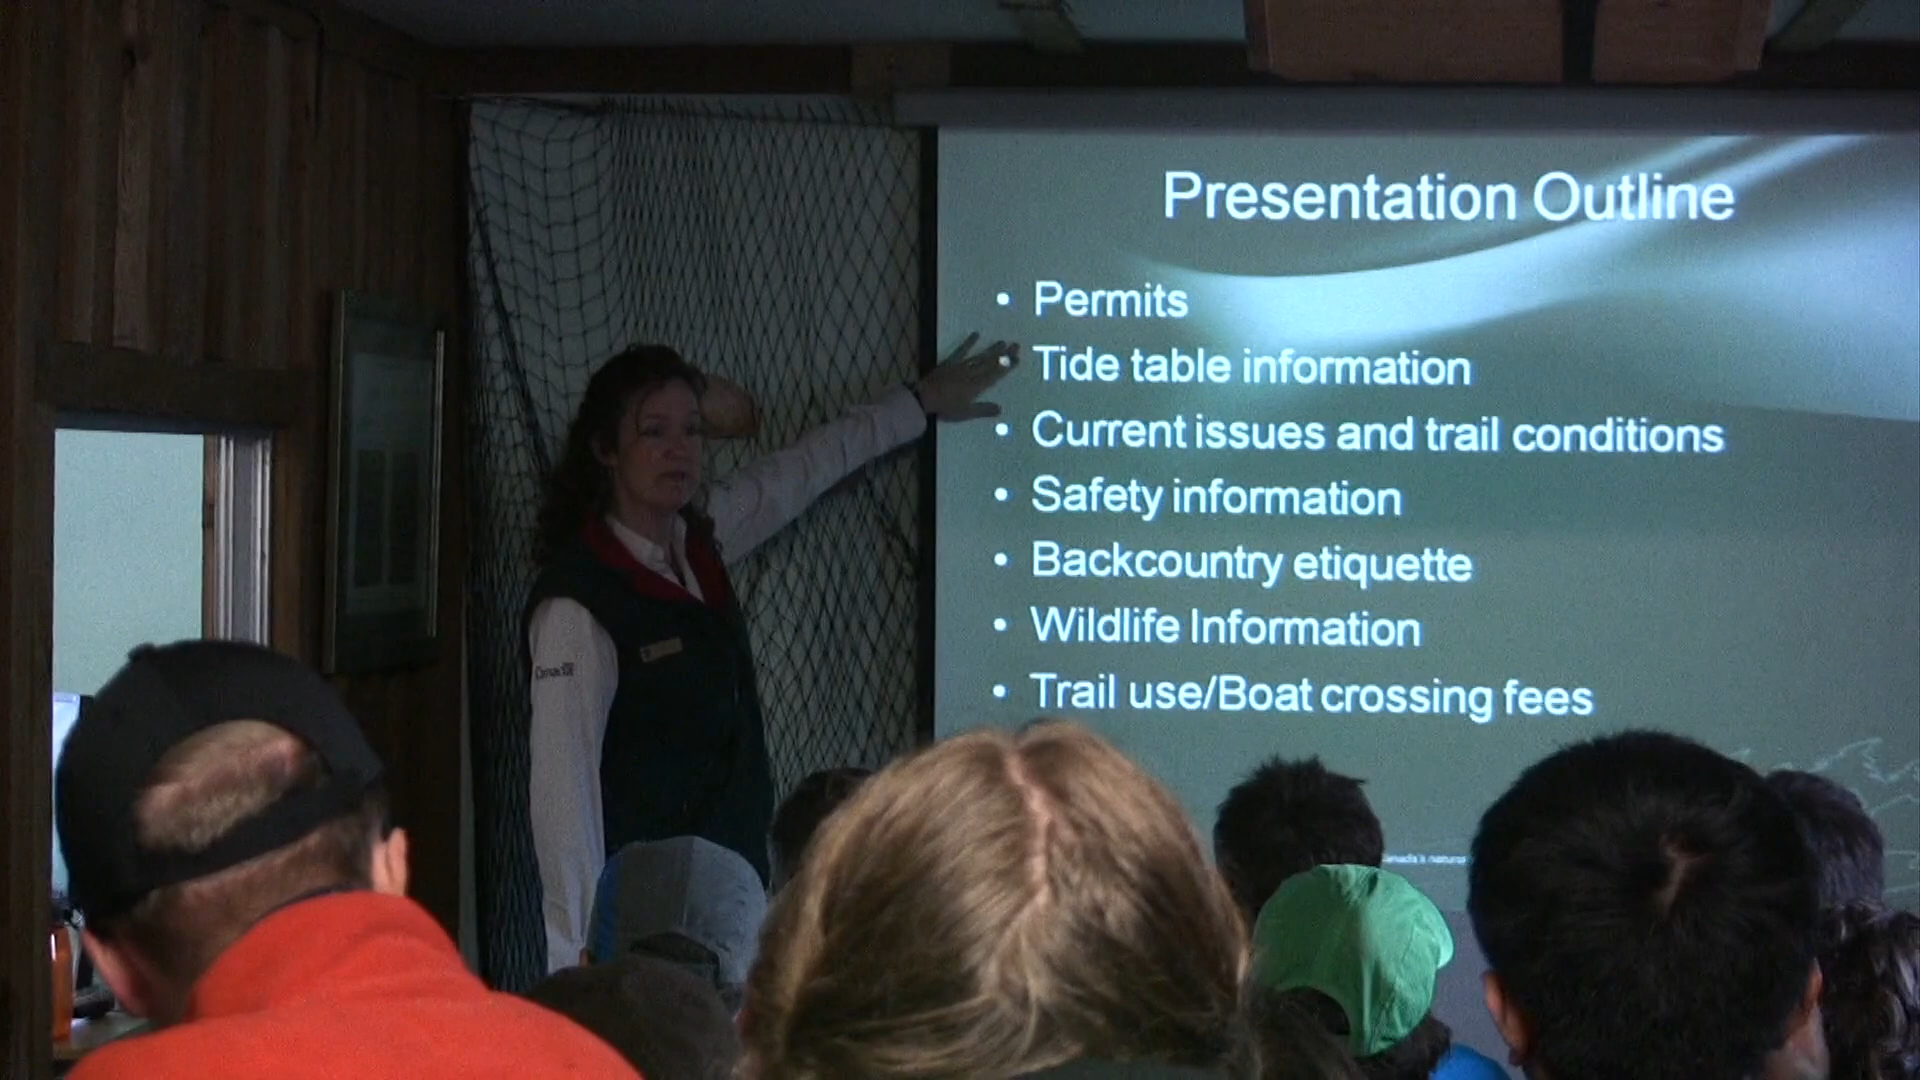 Presentation Outline
• Permits
• Tide table information
• Current issues and trail conditions
• Safety information
• Backcountry etiquette
• Wildlife Information
• Trail use/Boat crossing fees